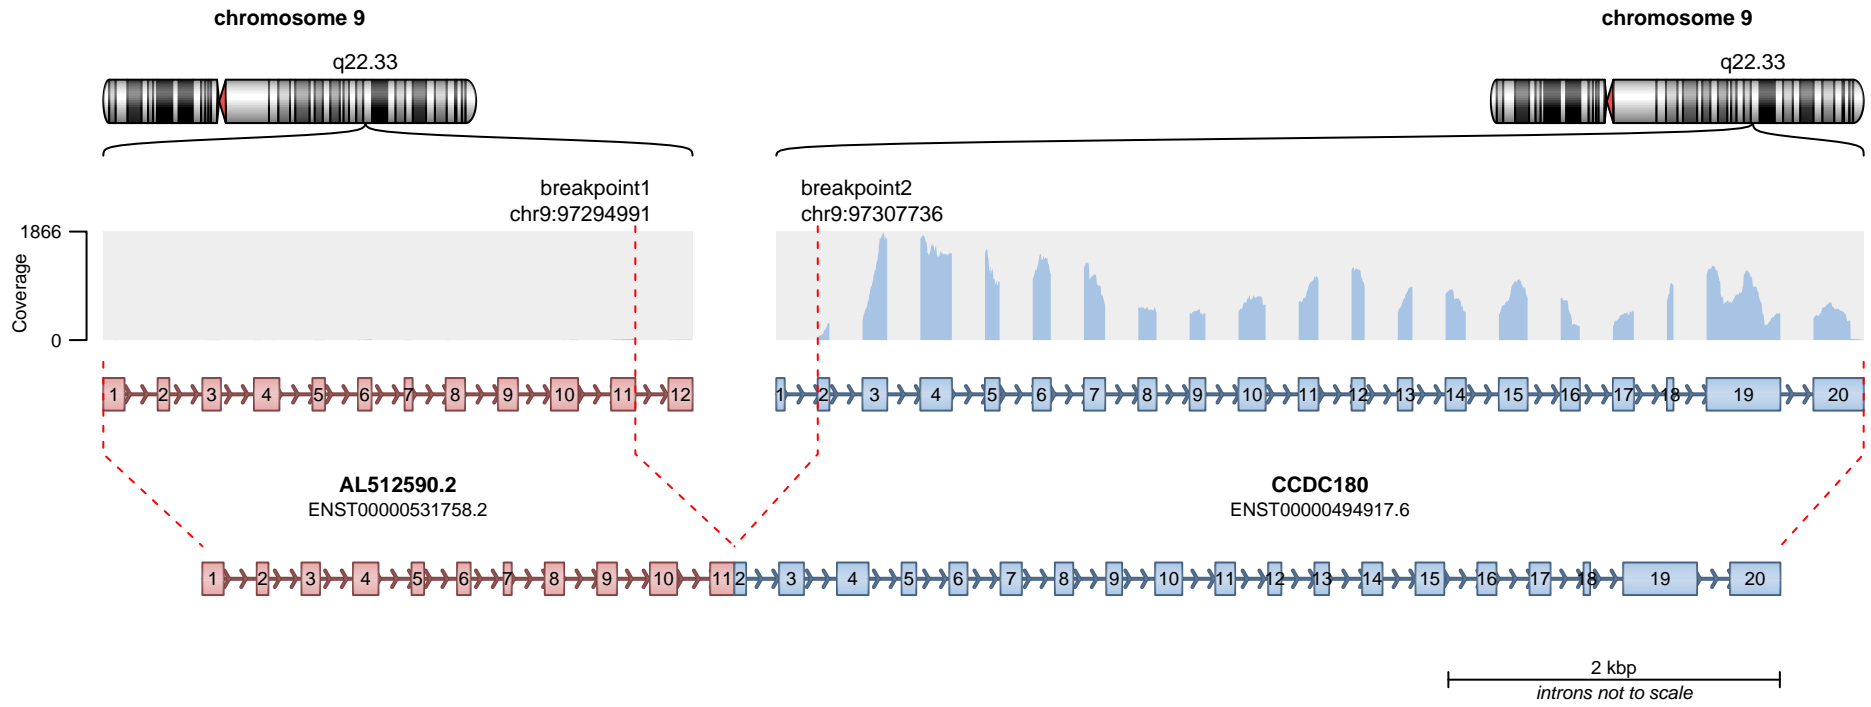 chromosome 9
chromosome 9
q22.33
q22.33
breakpoint1
chr9:97294991
breakpoint2
chr9:97307736
1866
Coverage
0
1 2 3 4 5 6 7 8 9 10 11 12
1 2 3 4 5 6 7 8 9 10 11 12 13 14 15 16 17 18 19 20
AL512590.2
ENST00000531758.2
CCDC180
ENST00000494917.6
1 2 3 4 5 6 7 8 9 10 11 2 3 4 5 6 7 8 9 10 11 12 13 14 15 16 17 18 19 20
2 kbp
introns not to scale